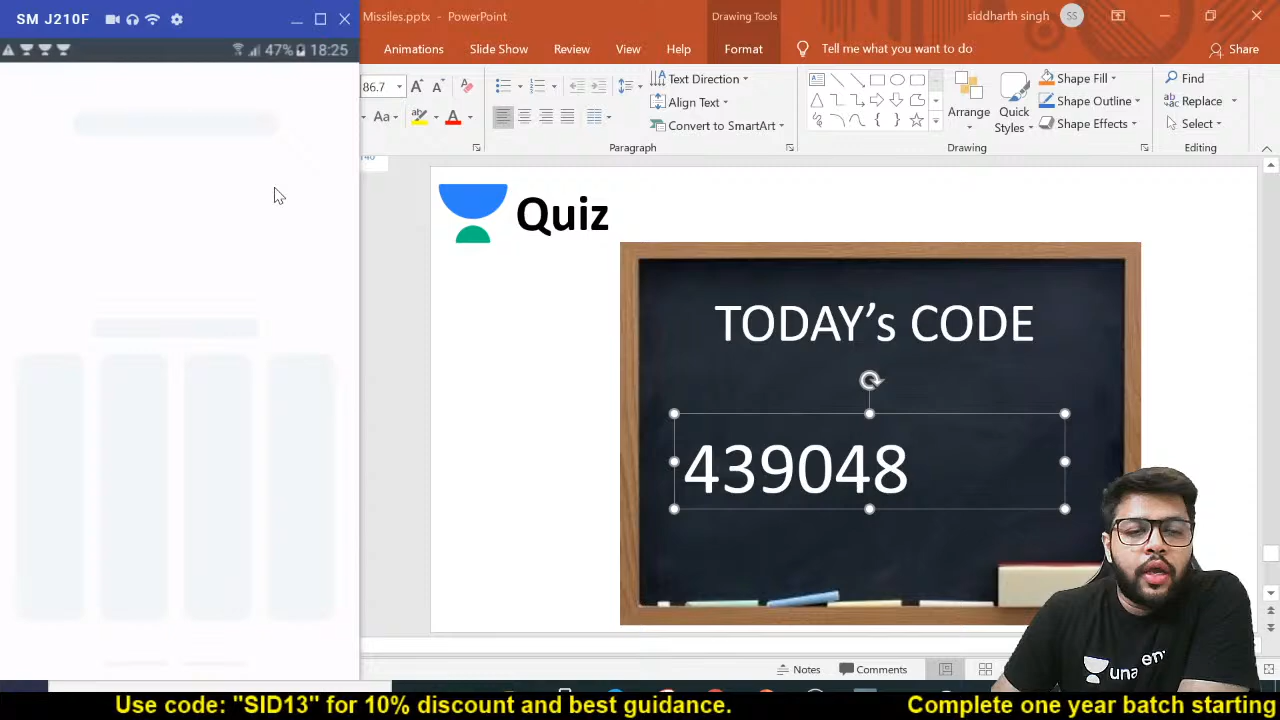 SM J210F
47% 18:25
Missiles.pptx - PowerPoint
Drawing Tools
siddharth singh SS
Animations Slide Show Review View Help Format Tell me what you want to do Share
86.7
Text Direction
Align Text
Convert to SmartArt
Aa A
Paragraph
Arrange
Quick
Styles
Shape Fill
Shape Outline
Shape Effects
Drawing
Find
Replace
Select
Editing
Quiz
TODAY's CODE
439048
una
em
Notes Comments
Use code: "SID13" for 10% discount and best guidance. Complete one year batch starting